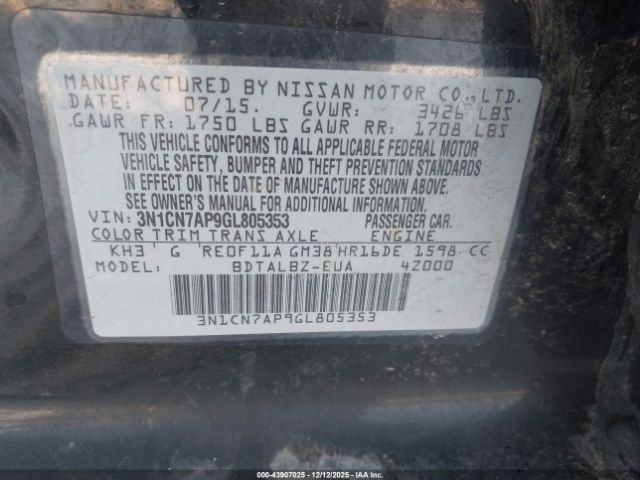 MANUFACTURED BY NISSAN MOTOR CO.,LTD.
DATE: 07/15. GVWR: 3426 LBS
GAWR FR: 1750 LBS GAWR RR: 1708 LBS
THIS VEHICLE CONFORMS TO ALL APPLICABLE FEDERAL MOTOR
VEHICLE SAFETY, BUMPER AND THEFT PREVENTION STANDARDS
IN EFFECT ON THE DATE OF MANUFACTURE SHOWN ABOVE.
SEE OWNER'S MANUAL FOR ADDITIONAL INFORMATION.
VIN: 3N1CN7AP9GL805353 PASSENGER CAR.
COLOR TRIM TRANS AXLE ENGINE
KH3 G RE0F11A GM38 HR16DE 1598 CC
MODEL: BDTALBZ-EUA 4Z000
3N1CN7AP9GL805353
000-43907025 12/12/2025 IAAI.COM